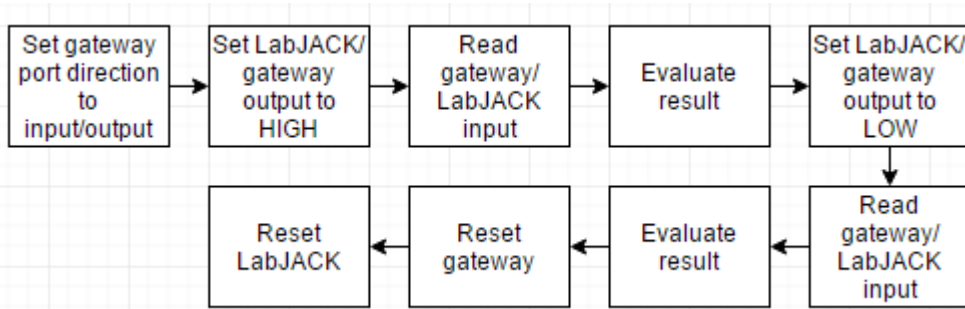 Set gateway
port direction
to
input/output
Set LabJACK/
gateway
output to
HIGH
Read
gateway/
LabJACK
input
Evaluate
result
Set LabJACK/
gateway
output to
LOW
Read
gateway/
LabJACK
input
Evaluate
result
Reset
gateway
Reset
LabJACK